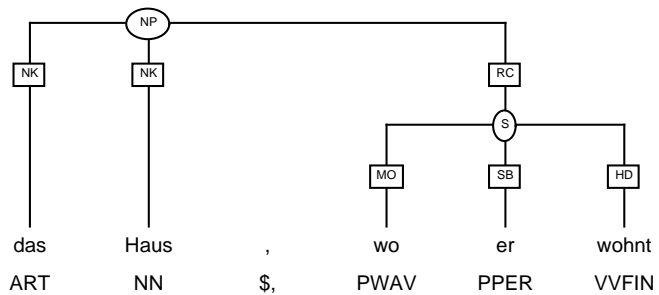 NP
NK NK RC
S
MO SB HD
das Haus , wo er wohnt
ART NN $, PWAV PPER VVFIN